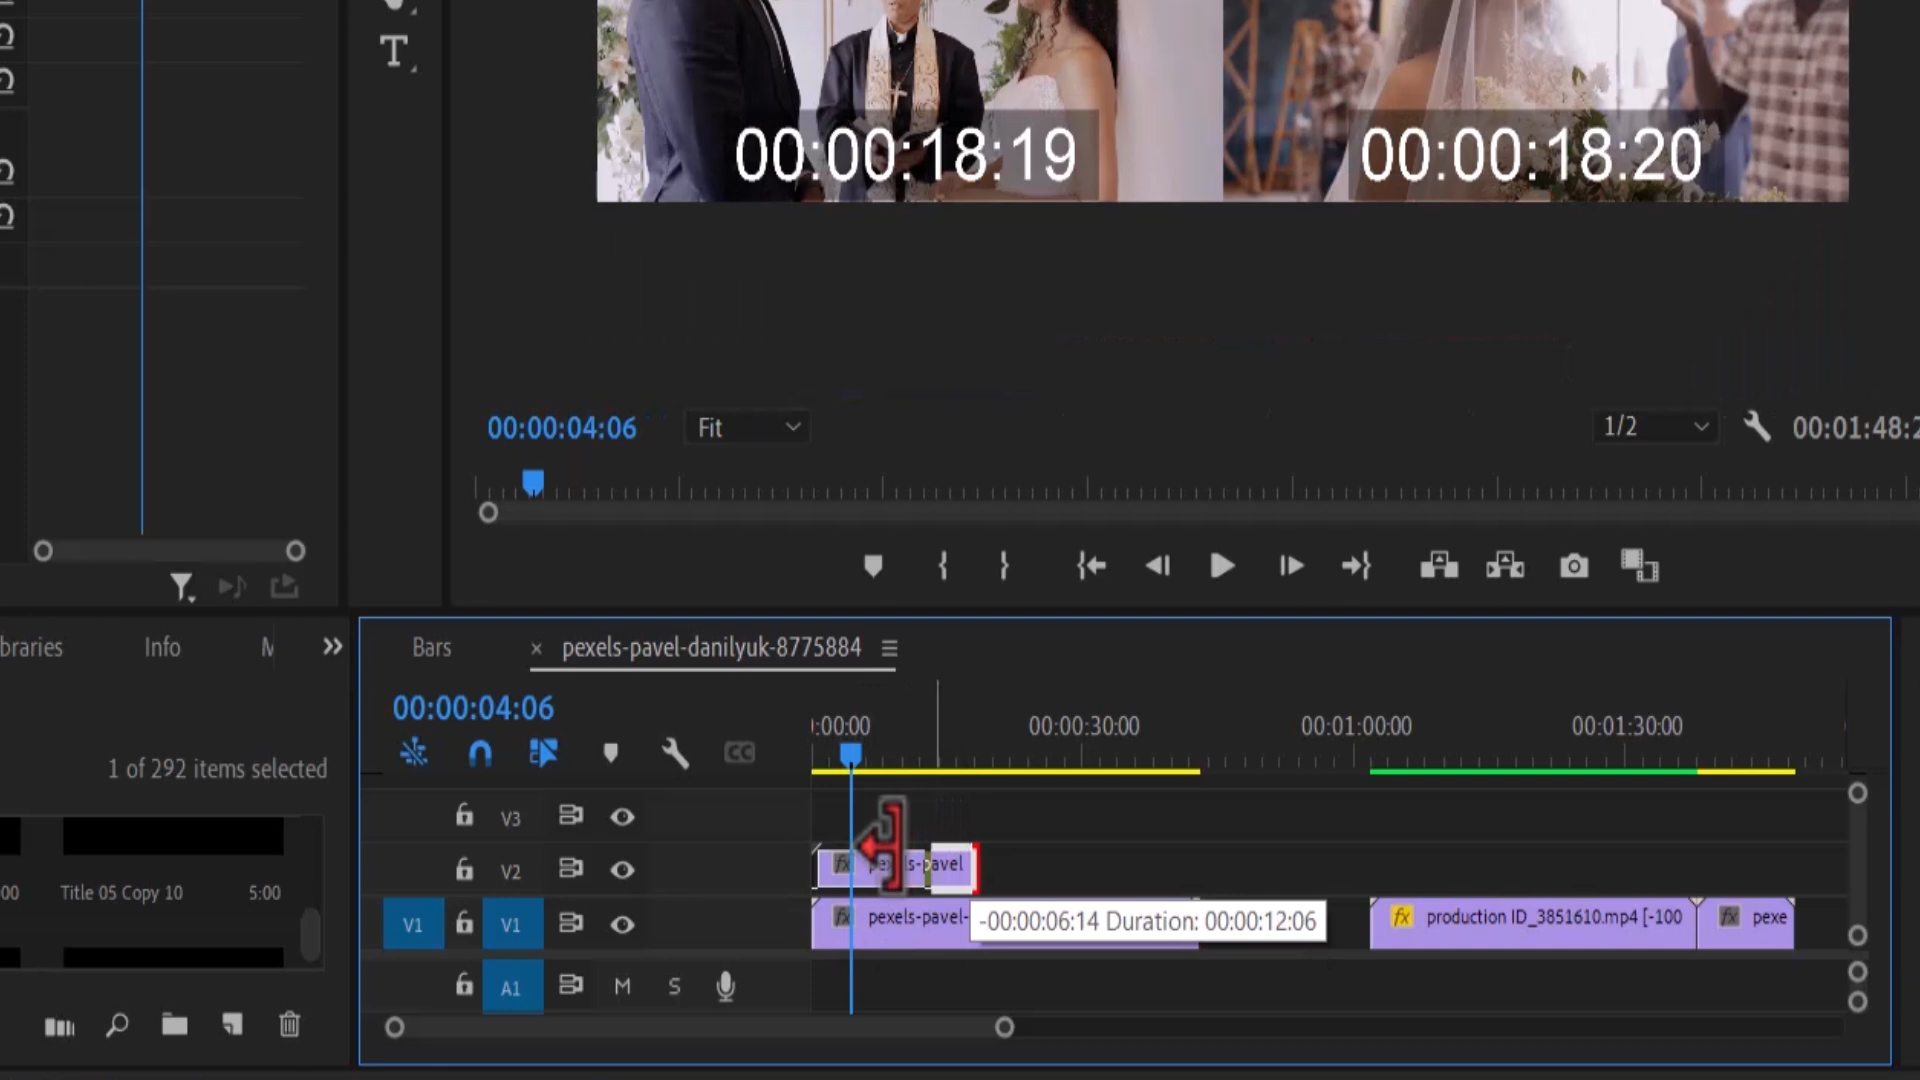 T
00:00:18:19
00:00:18:20
00:00:04:06
Fit
1/2
00:01:48:2
braries
Info
M
Bars
× pexels-pavel-danilyuk-8775884
00:00:04:06
:00:00
00:00:30:00
00:01:00:00
00:01:30:00
CC
1 of 292 items selected
:00
Title 05 Copy 10
5:00
V3
V2
fx
pavel
V1
V1
fx pexels-pavel-
-00:00:06:14 Duration: 00:00:12:06
fx production ID_3851610.mp4 [-100
fx pexe
A1
M
S